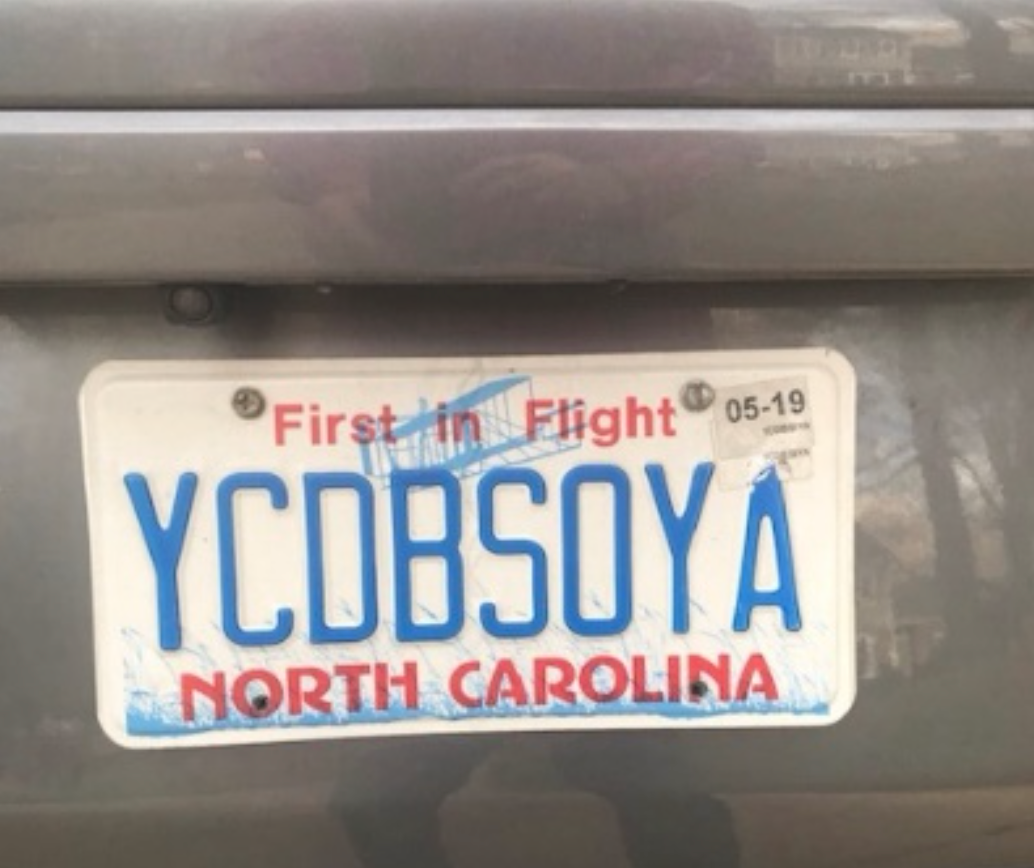 First in Flight
05-19
YCDBSOYA
NORTH CAROLINA